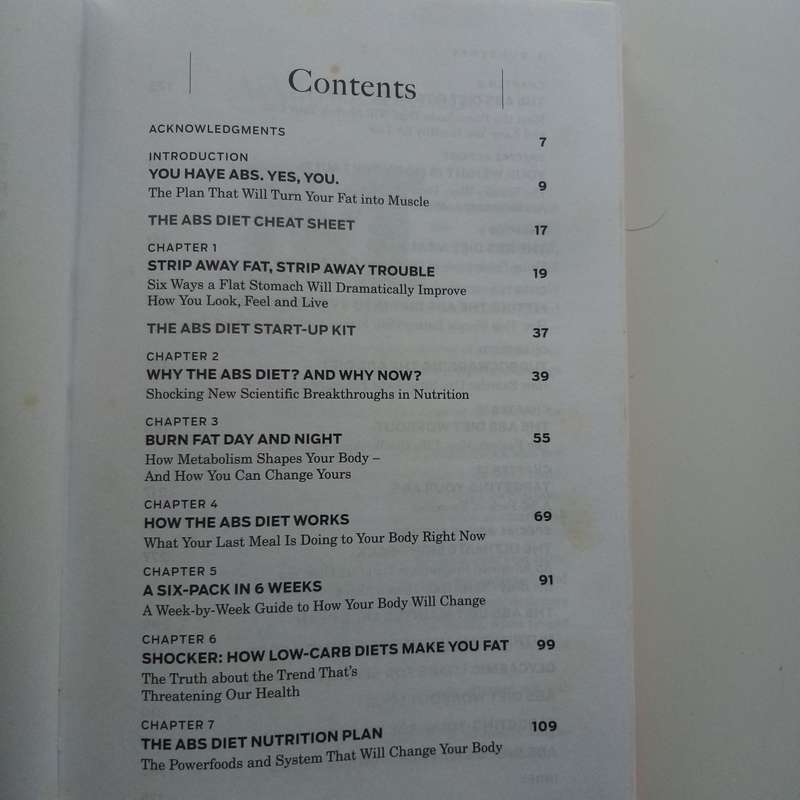 Contents
ACKNOWLEDGMENTS 7
INTRODUCTION
YOU HAVE ABS. YES, YOU. 9
The Plan That Will Turn Your Fat into Muscle
THE ABS DIET CHEAT SHEET 17
CHAPTER 1
STRIP AWAY FAT, STRIP AWAY TROUBLE 19
Six Ways a Flat Stomach Will Dramatically Improve
How You Look, Feel and Live
THE ABS DIET START-UP KIT 37
CHAPTER 2
WHY THE ABS DIET? AND WHY NOW? 39
Shocking New Scientific Breakthroughs in Nutrition
CHAPTER 3
BURN FAT DAY AND NIGHT 55
How Metabolism Shapes Your Body –
And How You Can Change Yours
CHAPTER 4
HOW THE ABS DIET WORKS 69
What Your Last Meal Is Doing to Your Body Right Now
CHAPTER 5
A SIX-PACK IN 6 WEEKS 91
A Week-by-Week Guide to How Your Body Will Change
CHAPTER 6
SHOCKER: HOW LOW-CARB DIETS MAKE YOU FAT 99
The Truth about the Trend That's
Threatening Our Health
CHAPTER 7
THE ABS DIET NUTRITION PLAN 109
The Powerfoods and System That Will Change Your Body